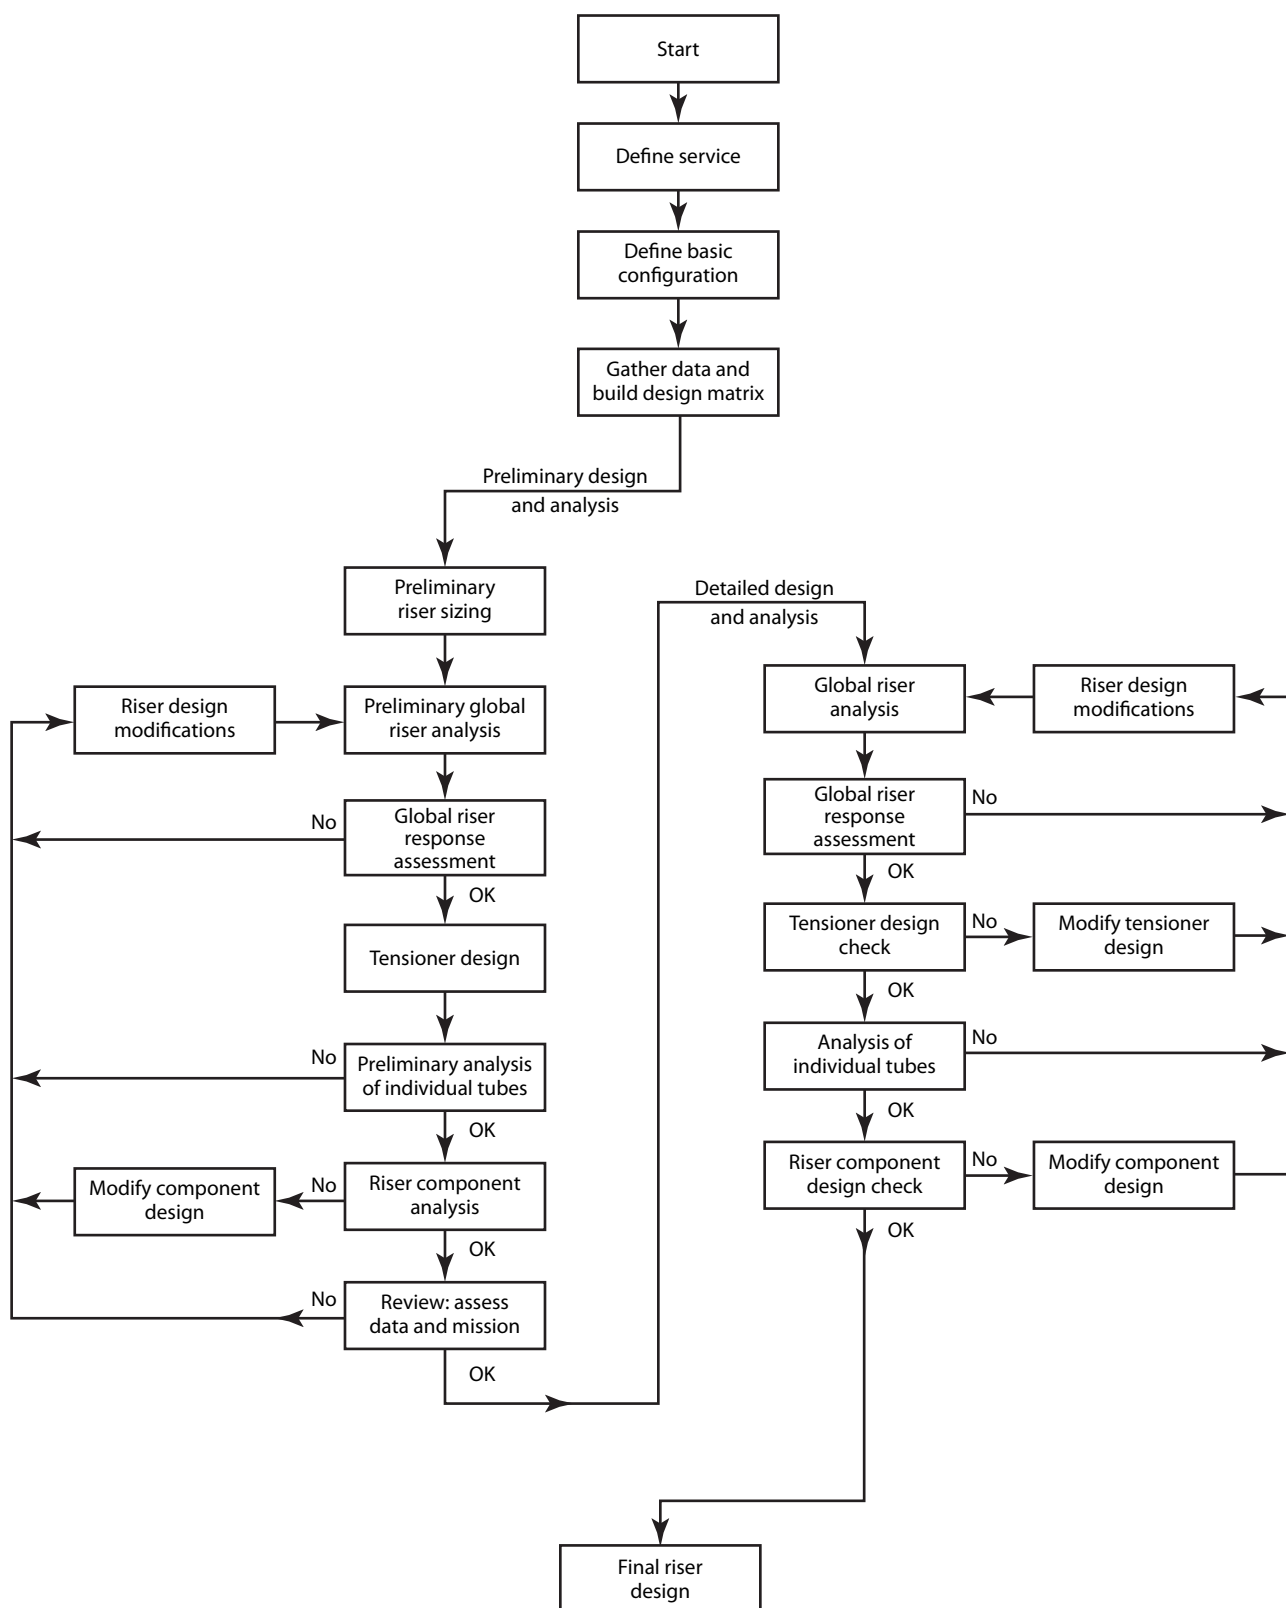 Start
Define service
Define basic
configuration
Gather data and
build design matrix
Preliminary design
and analysis
Preliminary
riser sizing
Riser design
modifications
Preliminary global
riser analysis
No
Global riser
response
assessment
OK
Tensioner design
No
Preliminary analysis
of individual tubes
OK
Modify component
design
No
Riser component
analysis
OK
No
Review: assess
data and mission
OK
Detailed design
and analysis
Global riser
analysis
Riser design
modifications
Global riser
response
assessment
No
OK
Tensioner design
check
No
Modify tensioner
design
OK
Analysis of
individual tubes
No
OK
Riser component
design check
No
Modify component
design
OK
Final riser
design